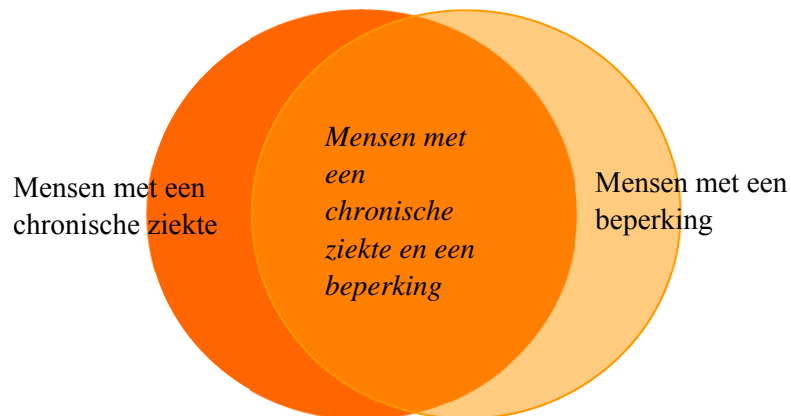 Mensen met een
chronische ziekte
Mensen met
een
chronische
ziekte en een
beperking
Mensen met een
beperking